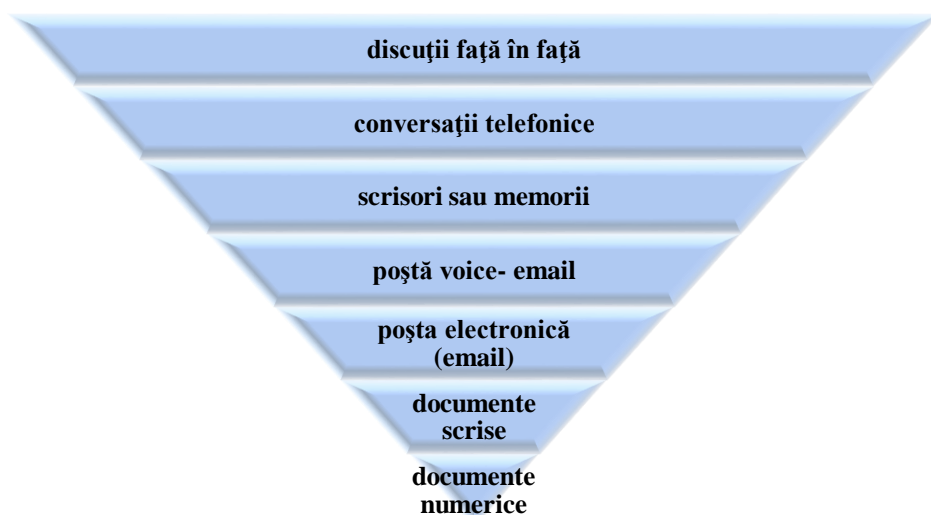 discuţii faţă în faţă
conversaţii telefonice
scrisori sau memorii
poştă voice- email
poşta electronică
(email)
documente
scrise
documente
numerice